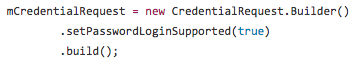 mCredentialRequest = new CredentialRequest.Builder()
.setPasswordLoginSupported(true)
.build();